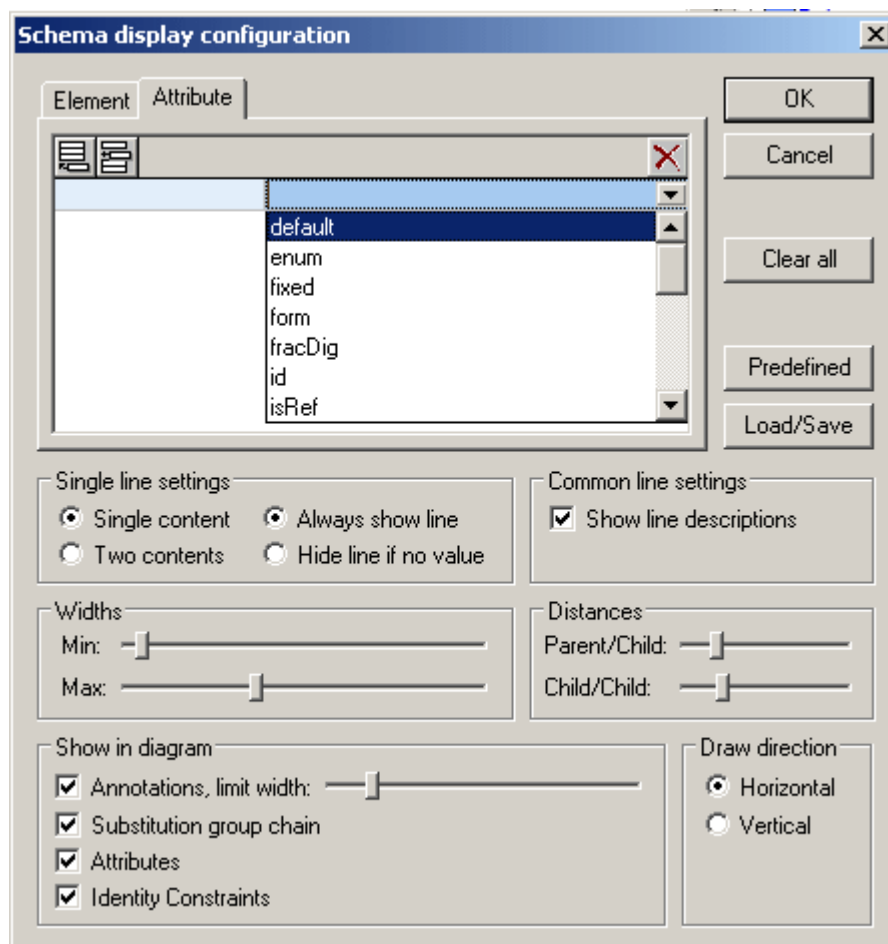 Schema display configuration
Element Attribute
OK
Cancel
default
enum
fixed
form
fracDig
id
isRef
Clear all
Predefined
Load/Save
Single line settings
Single content Always show line
Two contents Hide line if no value
Common line settings
Show line descriptions
Widths
Min:
Max:
Distances
Parent/Child:
Child/Child:
Show in diagram
Annotations, limit width:
Substitution group chain
Attributes
Identity Constraints
Draw direction
Horizontal
Vertical